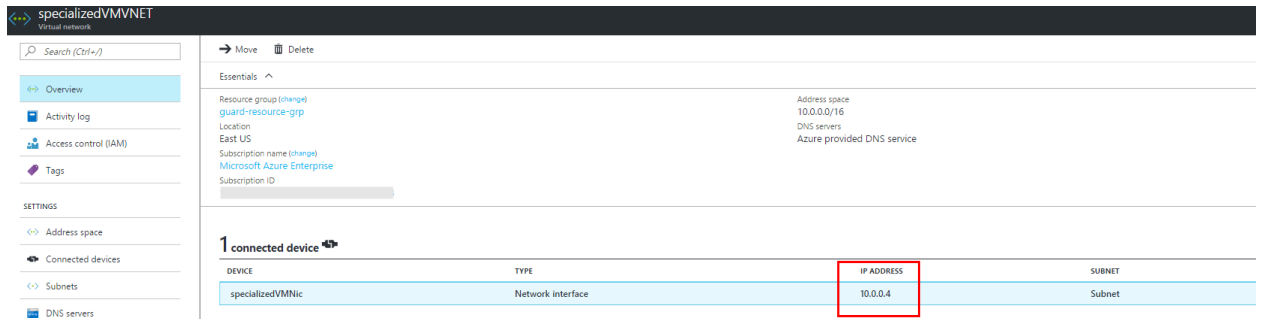 specializedVMVNET
Virtual network
Search (Ctrl+/)
Overview
Activity log
Access control (IAM)
Tags
SETTINGS
Address space
Connected devices
Subnets
DNS servers
Move Delete
Essentials
Resource group (change)
guard-resource-grp
Location
East US
Subscription name (change)
Microsoft Azure Enterprise
Subscription ID
Address space
10.0.0.0/16
DNS servers
Azure provided DNS service
1 connected device
DEVICE TYPE IP ADDRESS SUBNET
specializedVMNic Network interface 10.0.0.4 Subnet